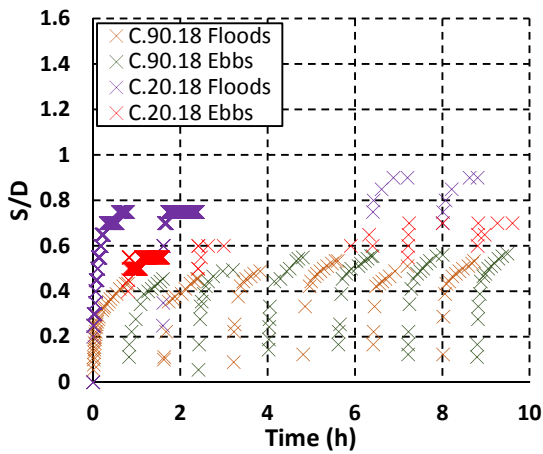 1.6
1.4
1.2
1
0.8
0.6
0.4
0.2
0
S/D
C.90.18 Floods
C.90.18 Ebbs
C.20.18 Floods
C.20.18 Ebbs
0 2 4 6 8 10
Time (h)